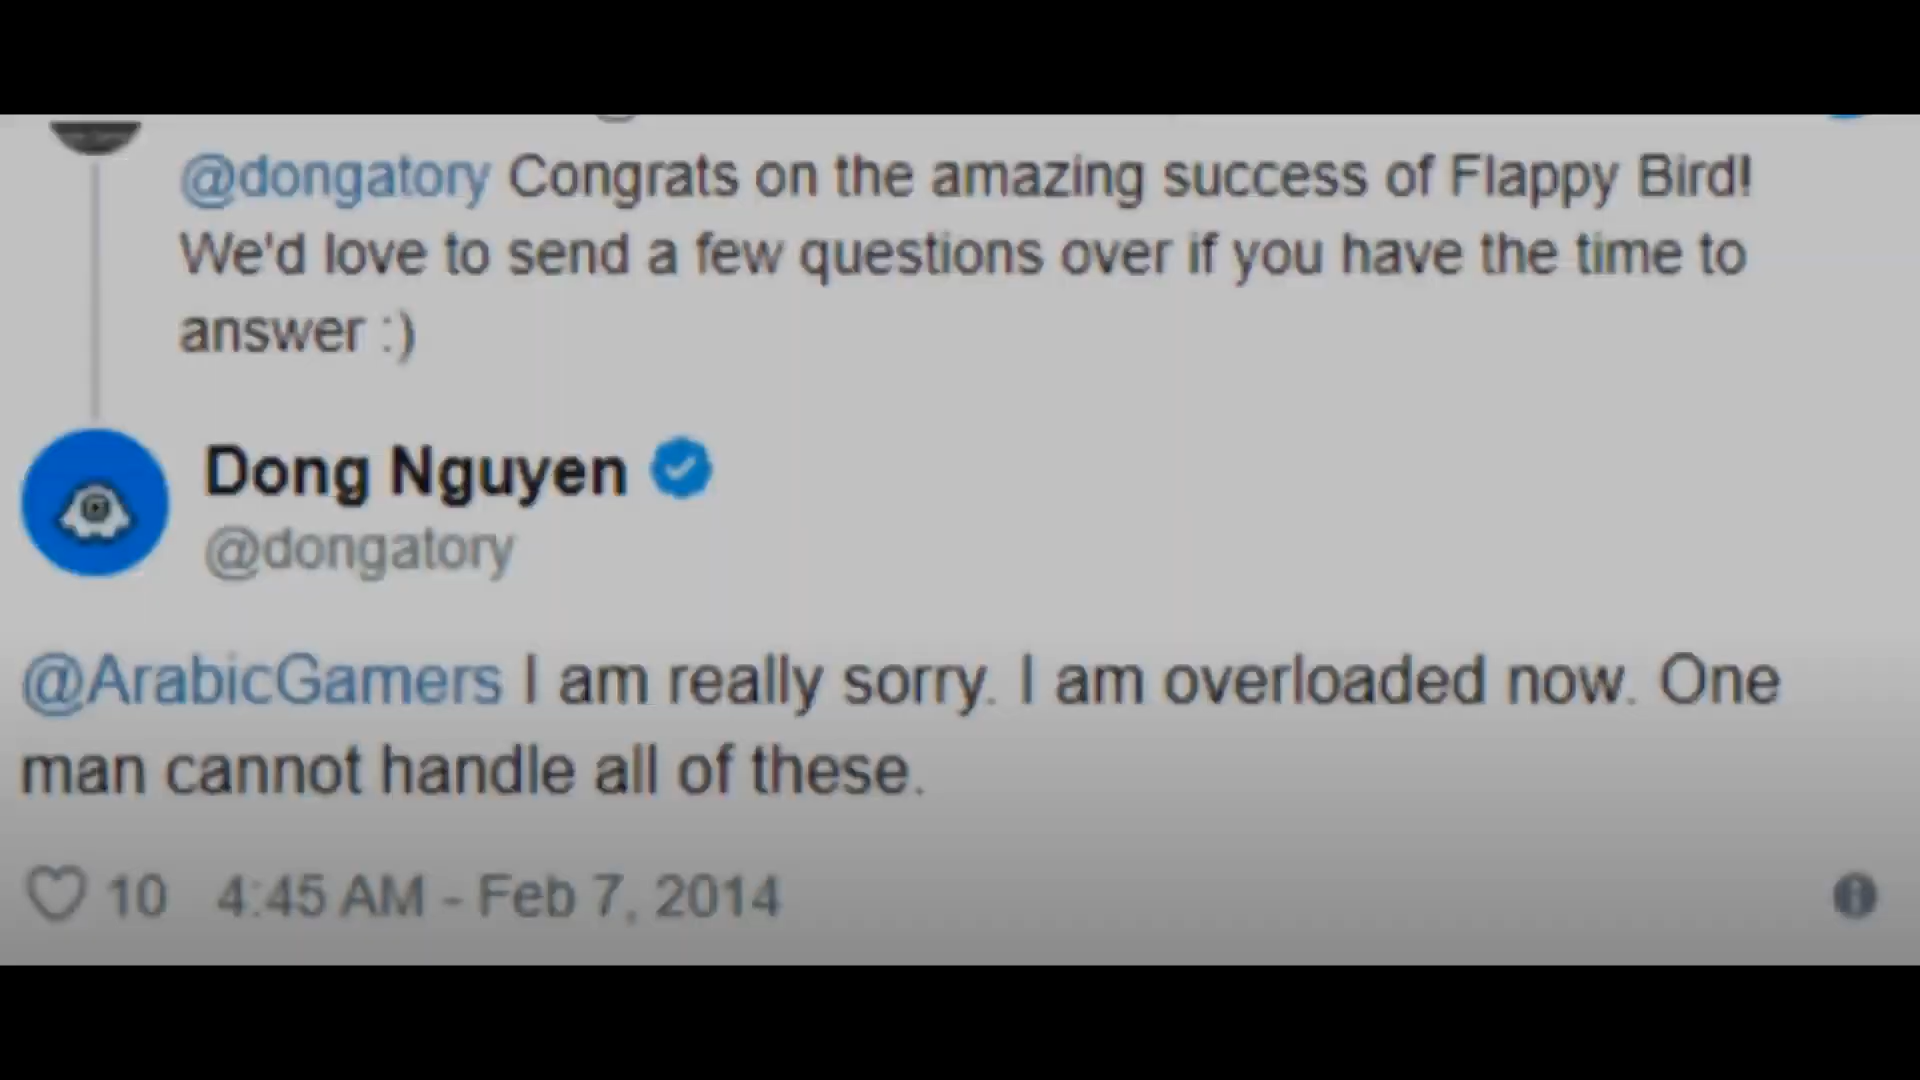 @dongatory Congrats on the amazing success of Flappy Bird!
We'd love to send a few questions over if you have the time to
answer :)
Dong Nguyen
@dongatory
@ArabicGamers I am really sorry. I am overloaded now. One
man cannot handle all of these.
10 4:45 AM - Feb 7, 2014